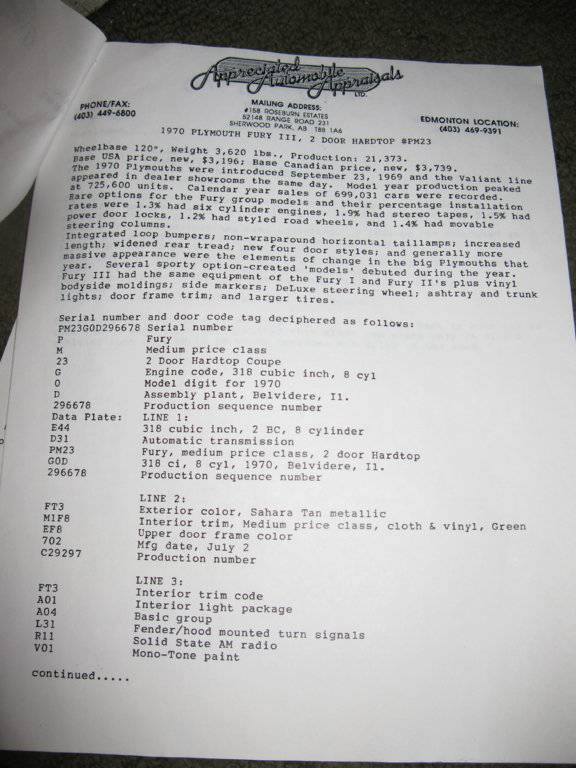 Appreciated
Automobile
Appraisals
LTD.
PHONE/FAX:
(403) 449-6800
MAILING ADDRESS:
#158 ROSEBURN ESTATES
52148 RANGE ROAD 231
SHERWOOD PARK, AB T8B 1A6
EDMONTON LOCATION:
(403) 469-9391
1970 PLYMOUTH FURY III, 2 DOOR HARDTOP #PM23
Wheelbase 120", Weight 3,620 lbs., Production: 21,373.
Base USA price, new, $3,196; Base Canadian price, new, $3,739.
The 1970 Plymouths were introduced September 23, 1969 and the Valiant line
appeared in dealer showrooms the same day. Model year production peaked
at 725,600 units. Calendar year sales of 699,031 cars were recorded.
Rare options for the Fury group models and their percentage installation
rates were 1.3% had six cylinder engines, 1.9% had stereo tapes, 1.5% had
power door locks, 1.2% had styled road wheels, and 1.4% had movable
steering columns.
Integrated loop bumpers; non-wraparound horizontal taillamps; increased
length; widened rear tread; new four door styles; and generally more
massive appearance were the elements of change in the big Plymouths that
year. Several sporty option-created 'models' debuted during the year.
Fury III had the same equipment of the Fury I and Fury II's plus vinyl
bodyside moldings; side markers; DeLuxe steering wheel; ashtray and trunk
lights; door frame trim; and larger tires.
Serial number and door code tag deciphered as follows:
PM23G0D296678 Serial number
P Fury
M Medium price class
23 2 Door Hardtop Coupe
G Engine code, 318 cubic inch, 8 cyl
0 Model digit for 1970
D Assembly plant, Belvidere, Il.
296678 Production sequence number
Data Plate: LINE 1:
E44 318 cubic inch, 2 BC, 8 cylinder
D31 Automatic transmission
PM23 Fury, medium price class, 2 door Hardtop
G0D 318 ci, 8 cyl, 1970, Belvidere, Il.
296678 Production sequence number
LINE 2:
FT3 Exterior color, Sahara Tan metallic
M1F8 Interior trim, Medium price class, cloth & vinyl, Green
EF8 Upper door frame color
702 Mfg date, July 2
C29297 Production number
LINE 3:
FT3 Interior trim code
A01 Interior light package
A04 Basic group
L31 Fender/hood mounted turn signals
R11 Solid State AM radio
V01 Mono-Tone paint
continued.....